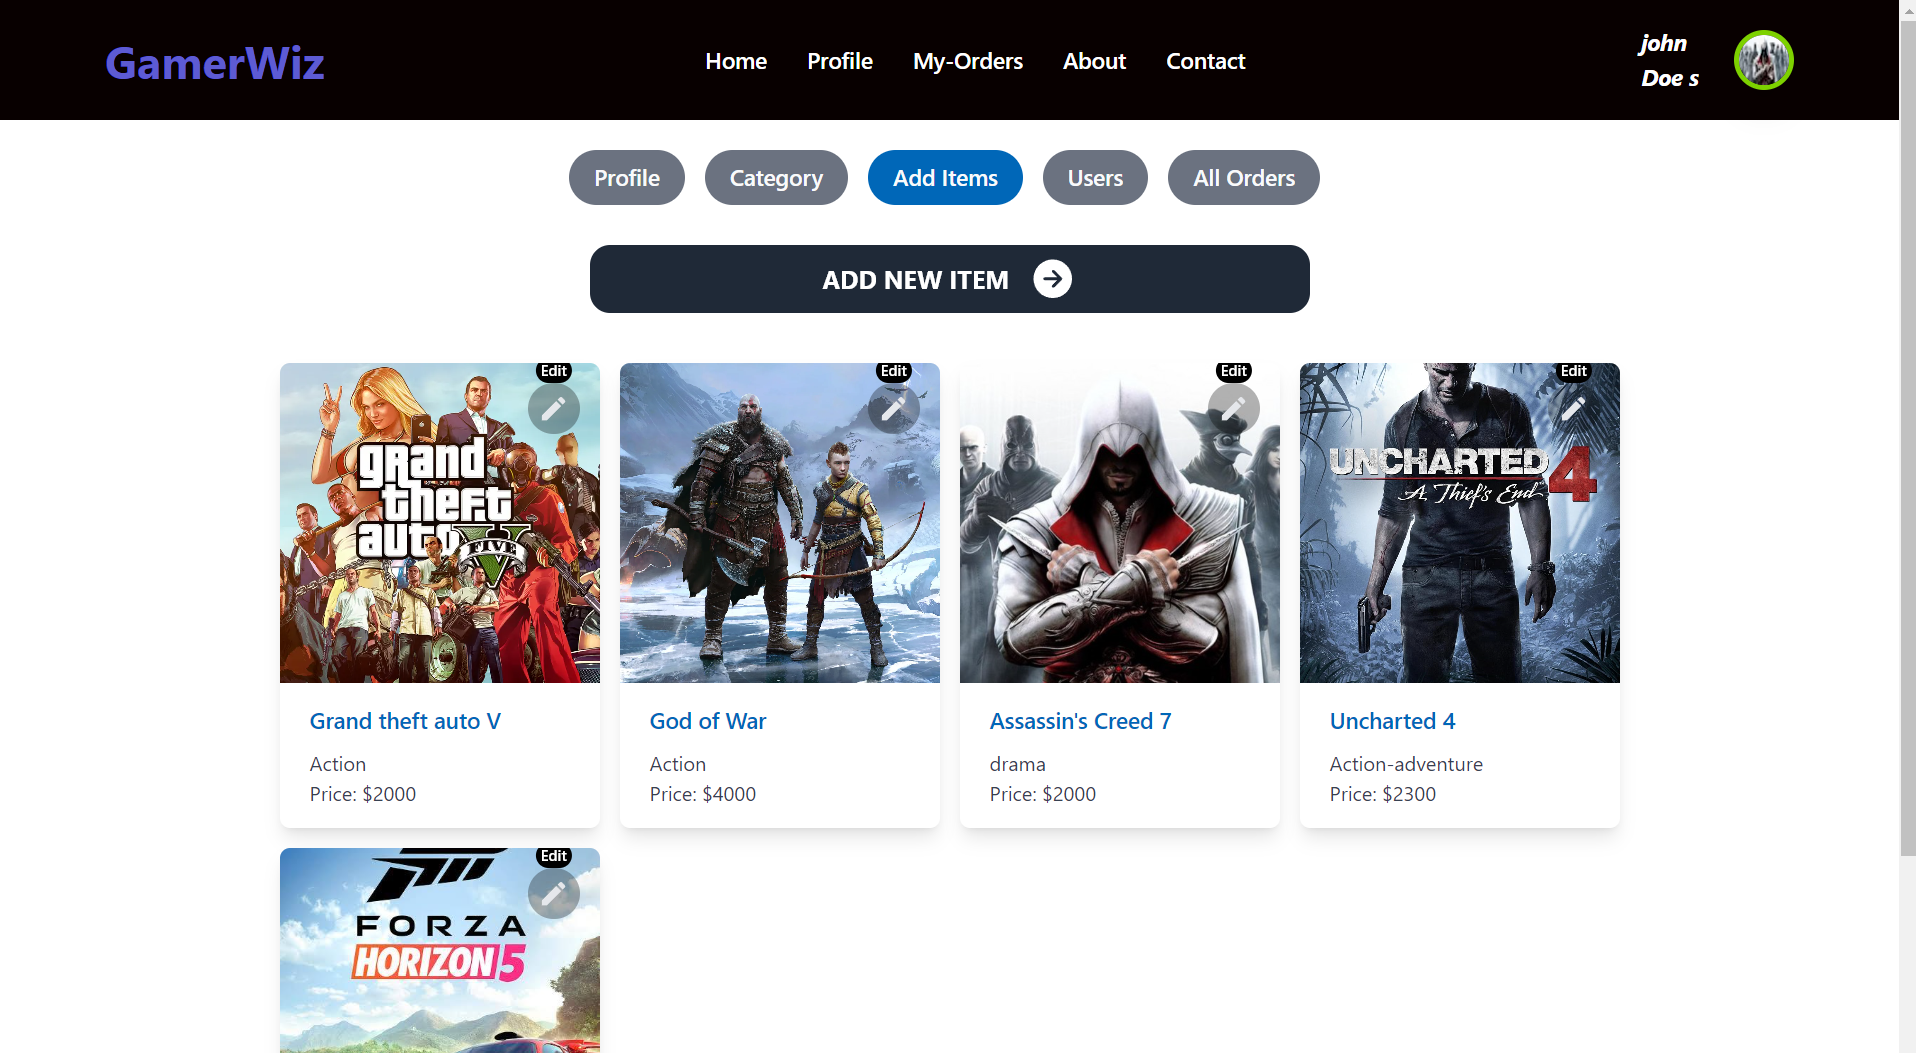 GamerWiz
Home Profile My-Orders About Contact
john
Doe s
Profile Category Add Items Users All Orders
ADD NEW ITEM
Edit
grand
theft
auto
FIVE
V
Grand theft auto V
Action
Price: $2000
Edit
God of War
Action
Price: $4000
Edit
Assassin's Creed 7
drama
Price: $2000
Edit
UNCHARTED 4
A Thief's End
Uncharted 4
Action-adventure
Price: $2300
Edit
FORZA
HORIZON 5